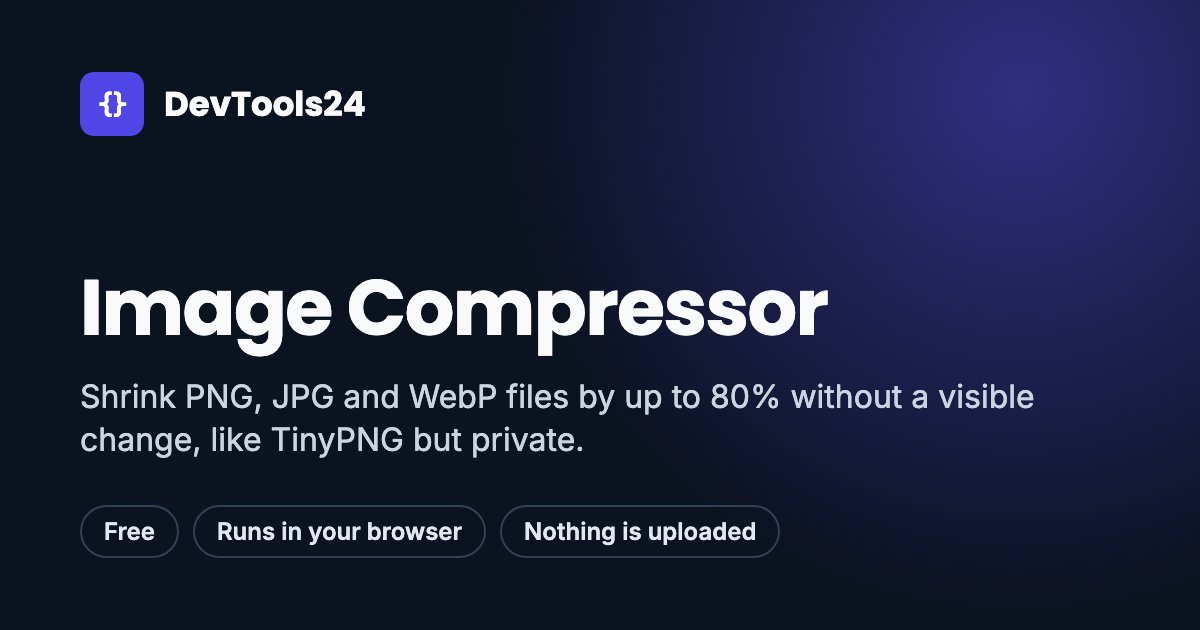 {}
DevTools24
Image Compressor
Shrink PNG, JPG and WebP files by up to 80% without a visible
change, like TinyPNG but private.
Free
Runs in your browser
Nothing is uploaded